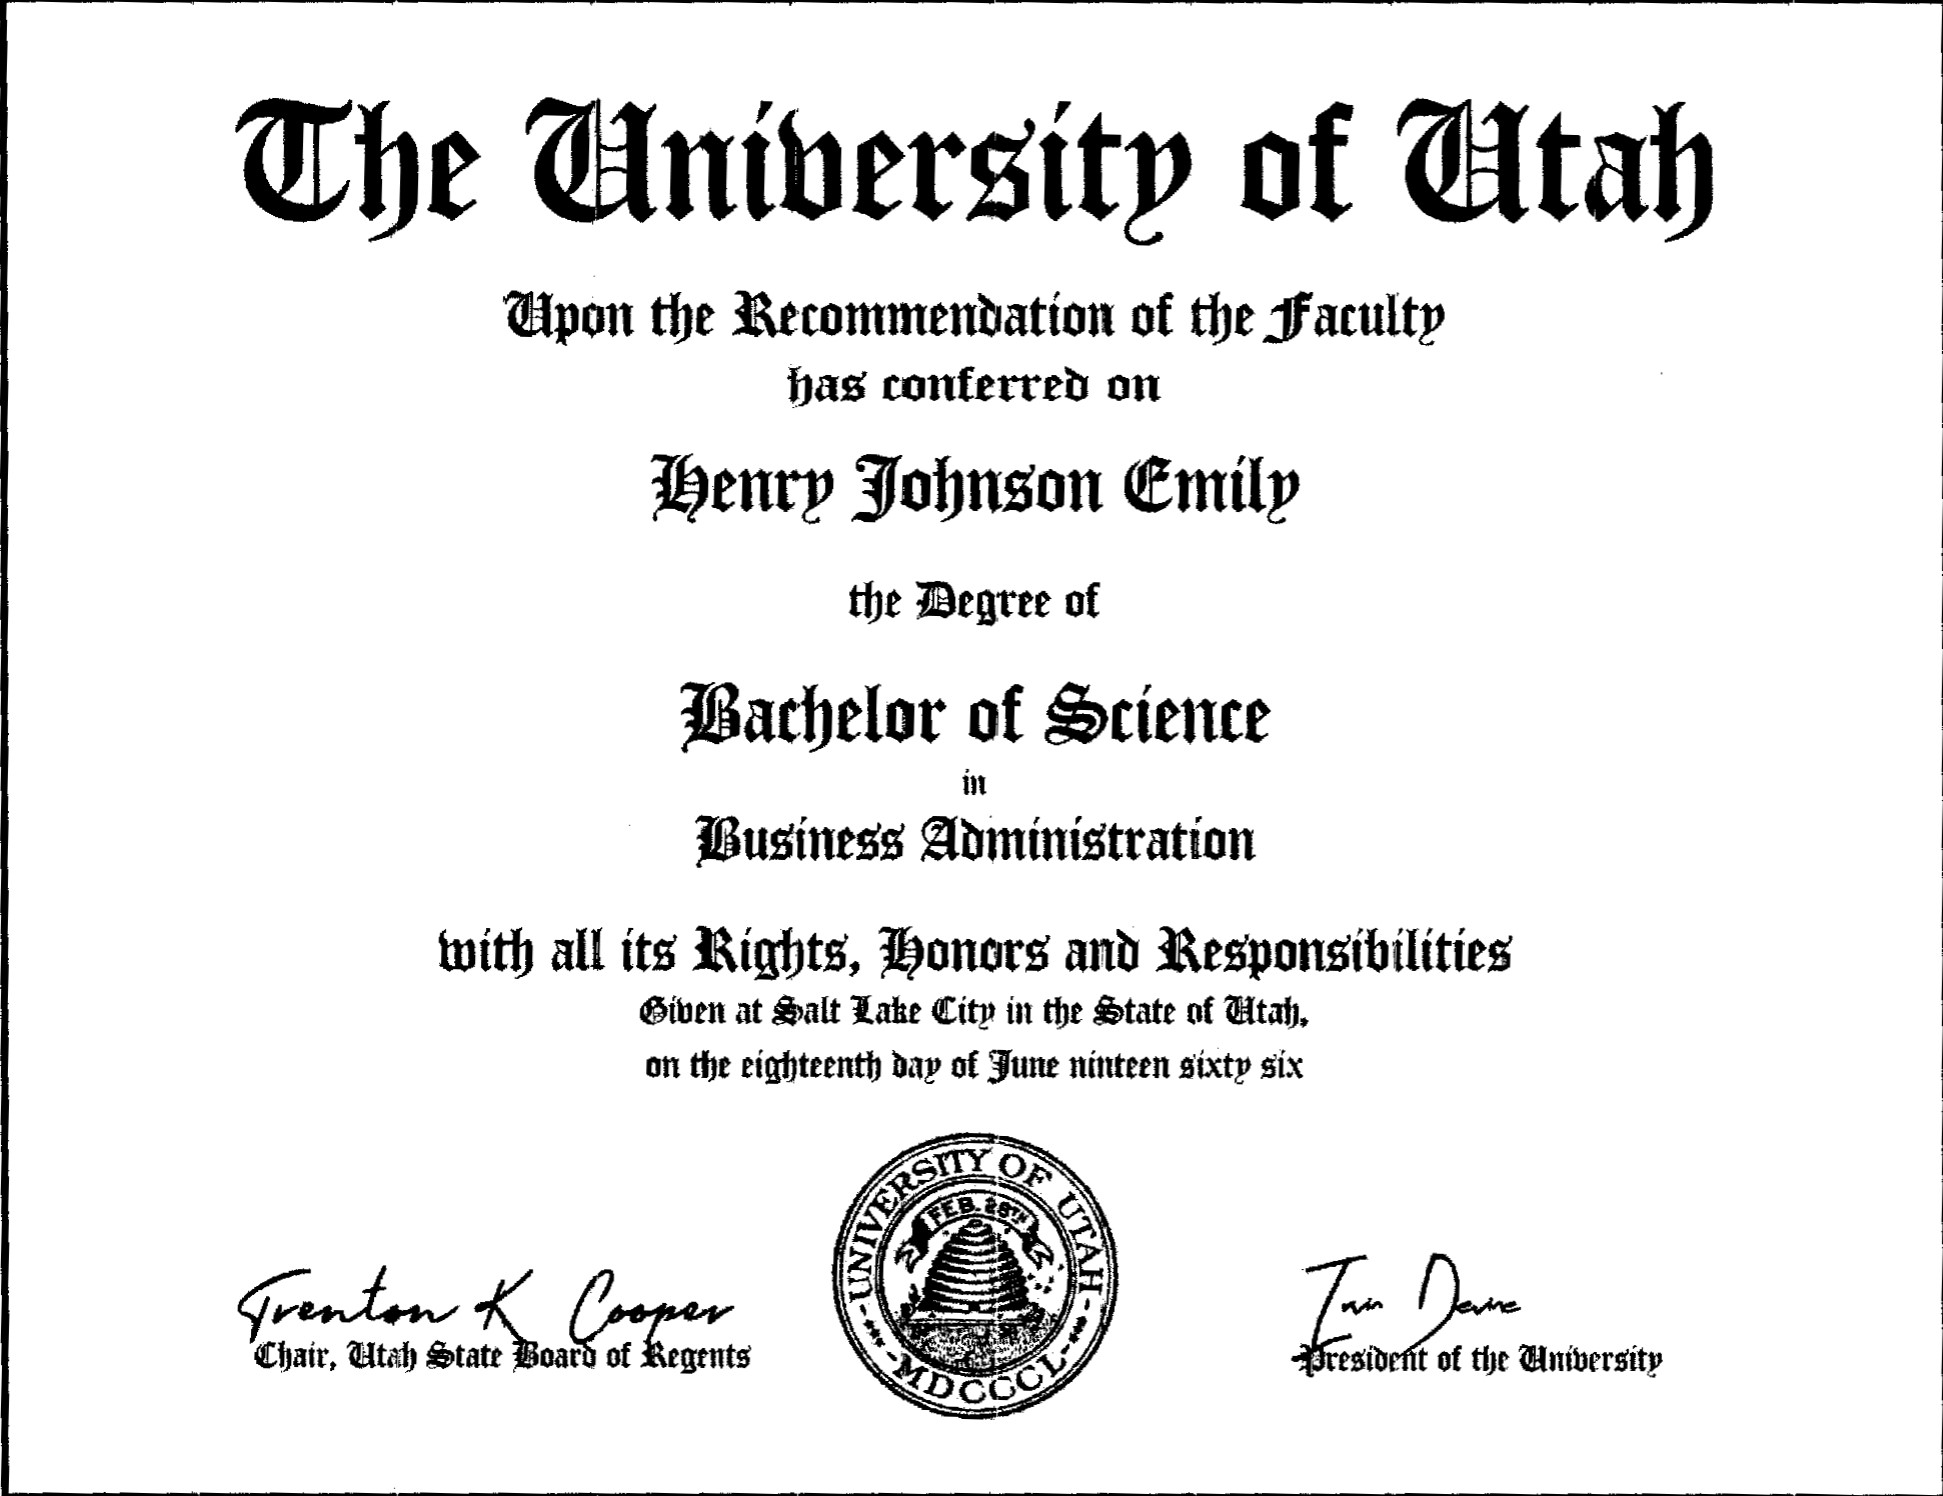 The University of Utah
Upon the Recommendation of the Faculty
has conferred on
Henry Johnson Emily
the Degree of
Bachelor of Science
in
Business Administration
with all its Rights, Honors and Responsibilities
Given at Salt Lake City in the State of Utah,
on the eighteenth day of June ninteen sixty six
UNIVERSITY OF UTAH
FEB. 28TH
MDCCCL
Trenton K Cooper
Chair, Utah State Board of Regents
President of the University